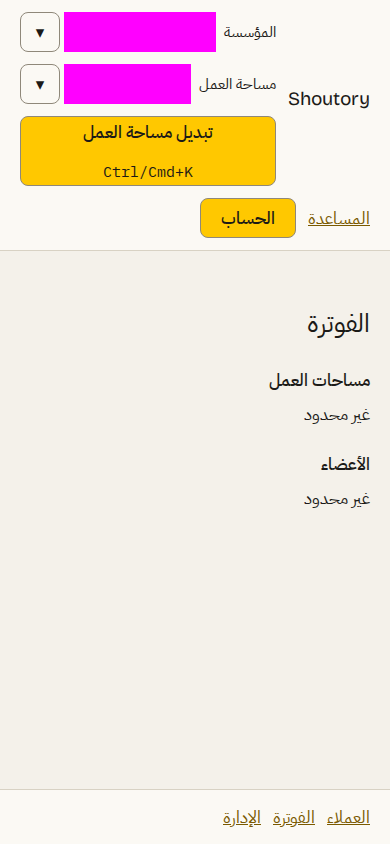 Shoutory
المؤسسة
▼
مساحة العمل
▼
تبديل مساحة العمل
Ctrl/Cmd+K
المساعدة
الحساب
الفوترة
مساحات العمل
غير محدود
الأعضاء
غير محدود
العملاء الفوترة الإدارة